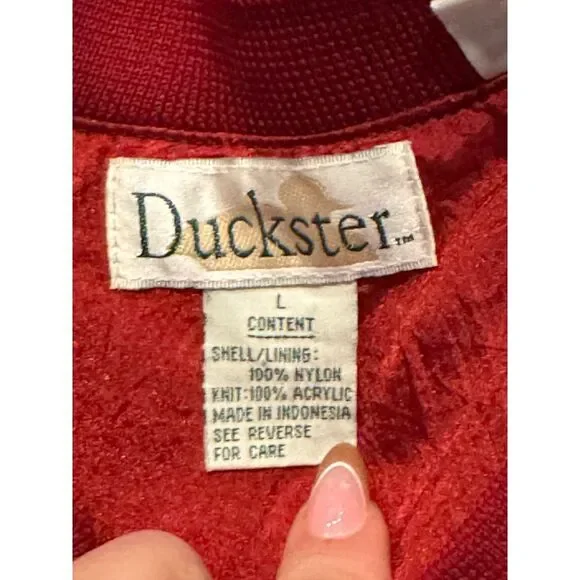 Duckster™
L
CONTENT
SHELL/LINING:
100% NYLON
KNIT:100% ACRYLIC
MADE IN INDONESIA
SEE REVERSE
FOR CARE